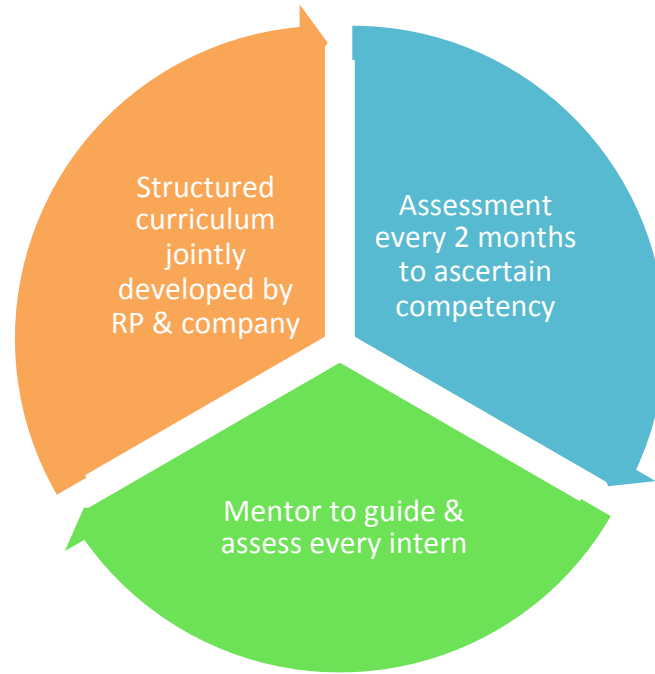 Structured
curriculum
jointly
developed by
RP & company
Assessment
every 2 months
to ascertain
competency
Mentor to guide &
assess every intern